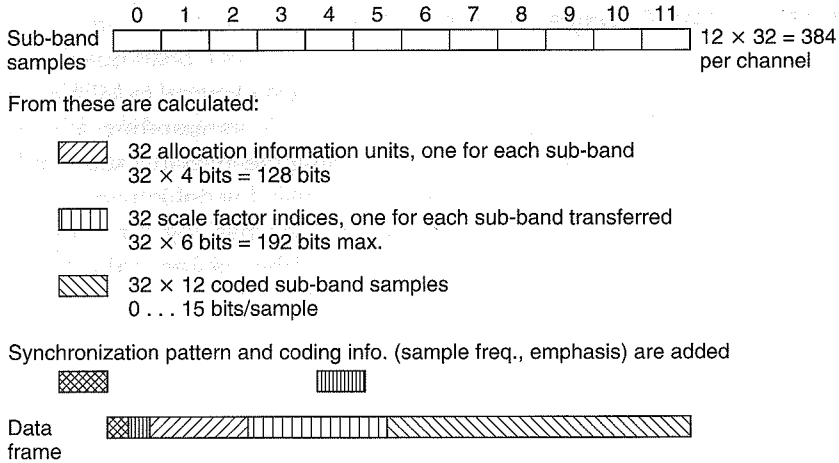 0 1 2 3 4 5 6 7 8 9 10 11
Sub-band samples
12 × 32 = 384 per channel
From these are calculated:
32 allocation information units, one for each sub-band
32 × 4 bits = 128 bits
32 scale factor indices, one for each sub-band transferred
32 × 6 bits = 192 bits max.
32 × 12 coded sub-band samples
0 . . . 15 bits/sample
Synchronization pattern and coding info. (sample freq., emphasis) are added
Data
frame